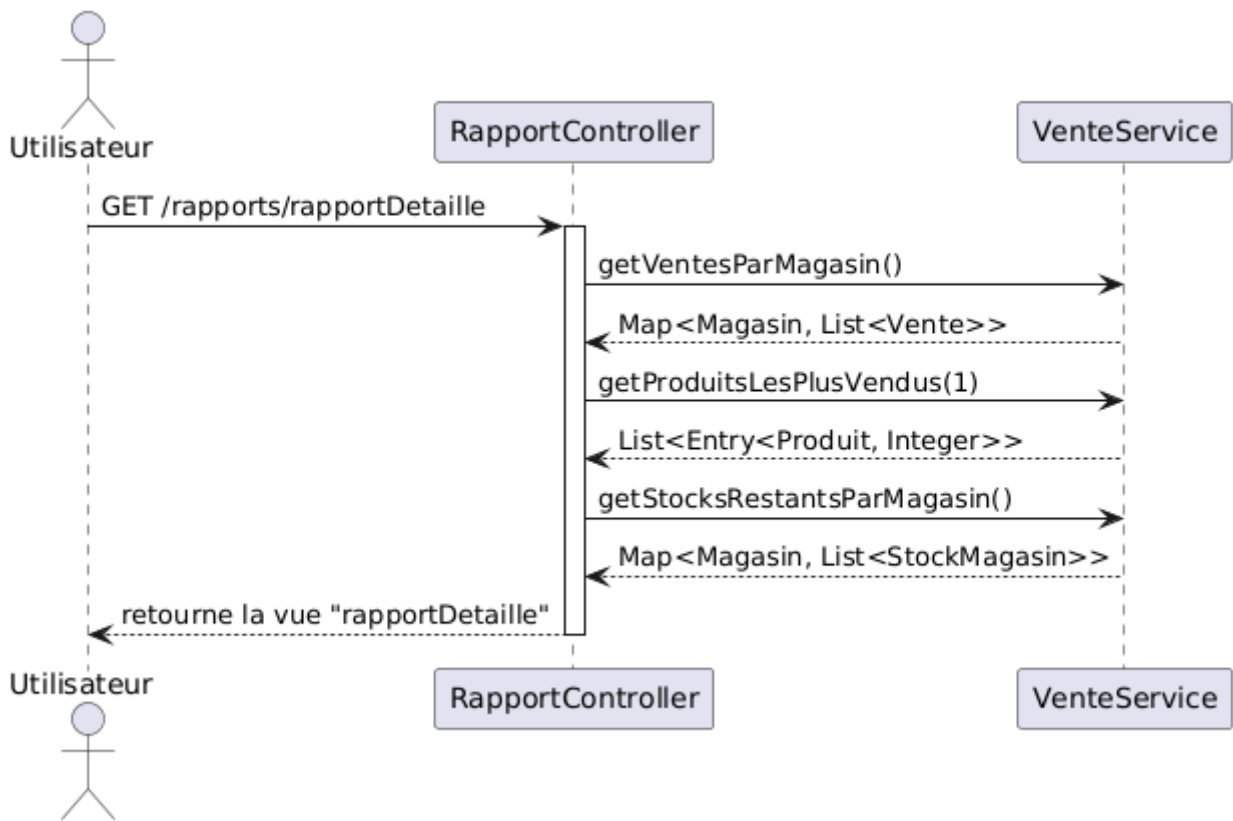 Utilisateur
RapportController
VenteService
GET /rapports/rapportDetaille
getVentesParMagasin()
Map<Magasin, List<Vente>>
getProduitsLesPlusVendus(1)
List<Entry<Produit, Integer>>
getStocksRestantsParMagasin()
Map<Magasin, List<StockMagasin>>
retourne la vue "rapportDetaille"
Utilisateur
RapportController
VenteService